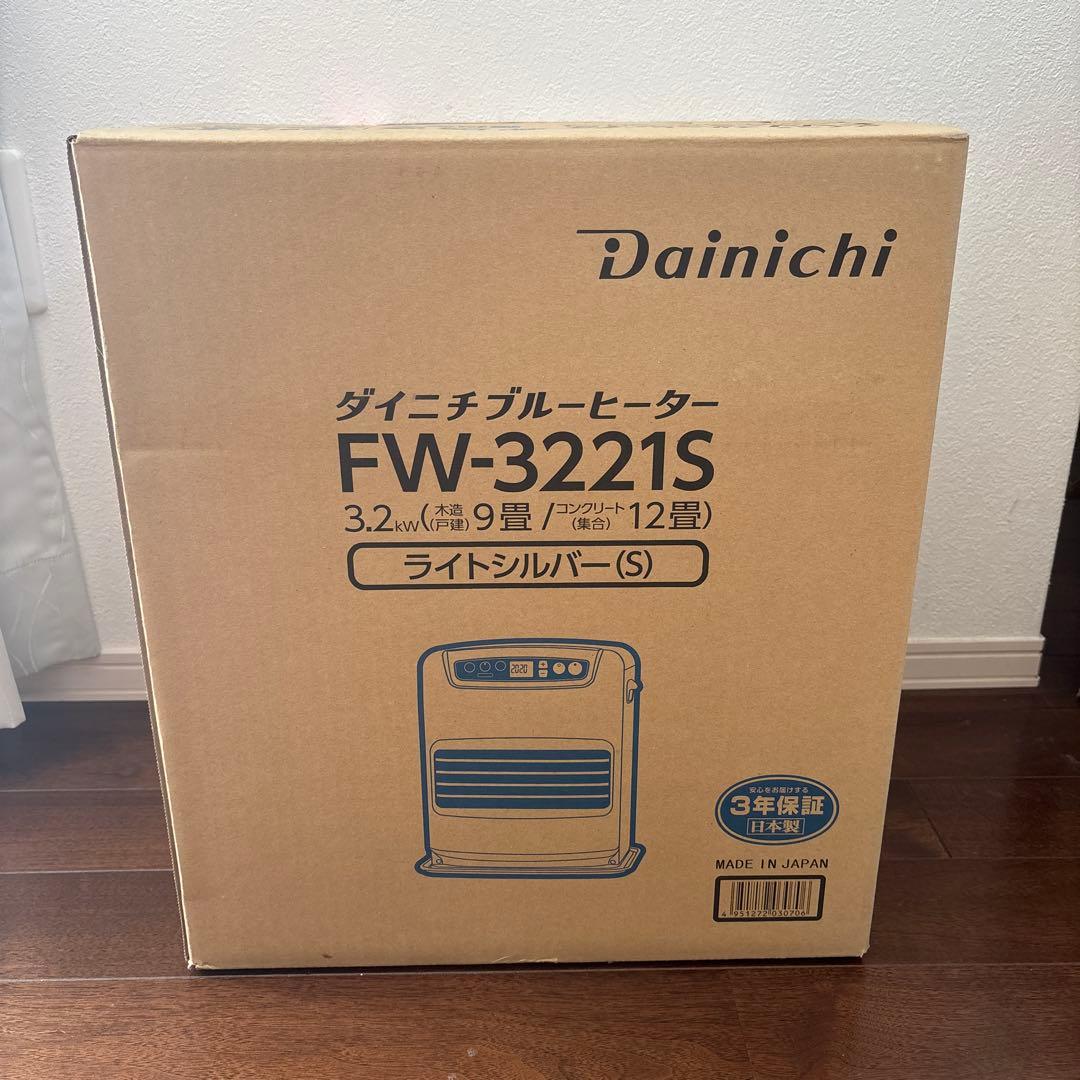 Dainichi
ダイニチブルーヒーター
FW-3221S
3.2kW(木造(戸建)9畳/コンクリート(集合)12畳)
ライトシルバー(S)
2020
安心をお届けする
3年保証
日本製
MADE IN JAPAN
4951272030706